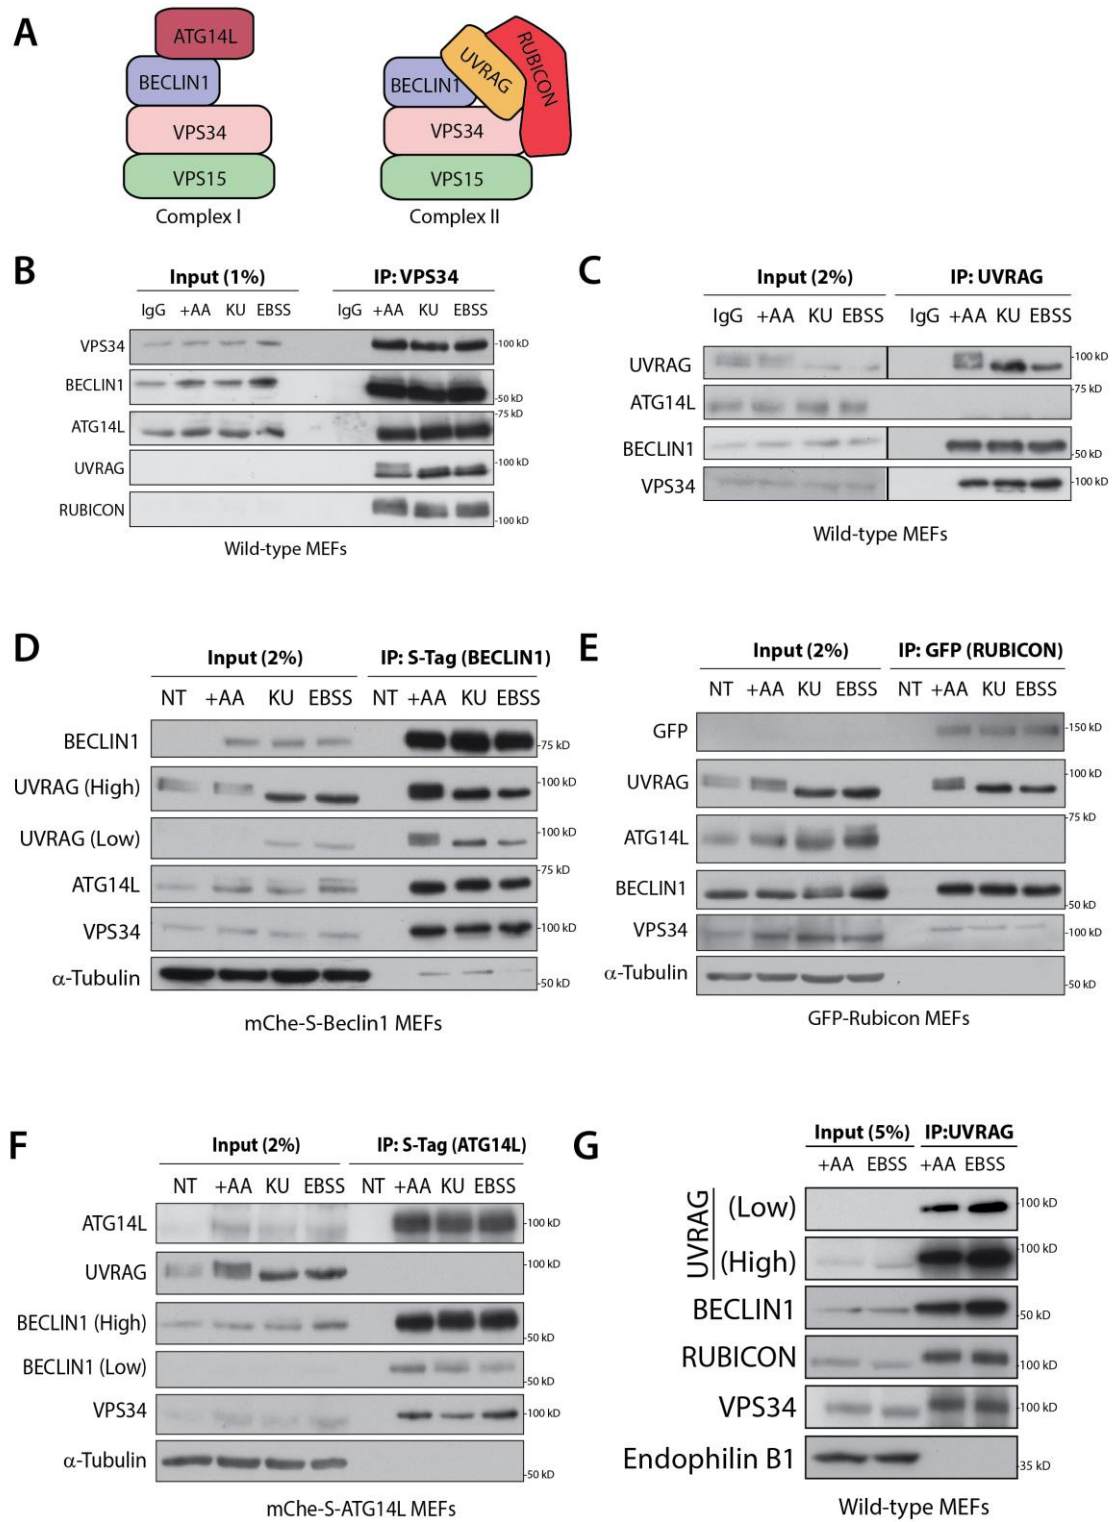 A
ATG14L
BECLIN1
VPS34
VPS15
Complex I
RUBICON
UVRAG
BECLIN1
VPS34
VPS15
Complex II
B
Input (1%) IP: VPS34
IgG +AA KU EBSS IgG +AA KU EBSS
VPS34 -100 kD
BECLIN1 -50 kD
-75 kD
ATG14L
UVRAG -100 kD
RUBICON -100 kD
Wild-type MEFs
C
Input (2%) IP: UVRAG
IgG +AA KU EBSS IgG +AA KU EBSS
UVRAG -100 kD
-75 kD
ATG14L
BECLIN1 -50 kD
VPS34 -100 kD
Wild-type MEFs
D
Input (2%) IP: S-Tag (BECLIN1)
NT +AA KU EBSS NT +AA KU EBSS
BECLIN1 -75 kD
UVRAG (High) -100 kD
UVRAG (Low) -100 kD
-75 kD
ATG14L
VPS34 -100 kD
α-Tubulin -50 kD
mChe-S-Beclin1 MEFs
E
Input (2%) IP: GFP (RUBICON)
NT +AA KU EBSS NT +AA KU EBSS
GFP -150 kD
UVRAG -100 kD
-75 kD
ATG14L
BECLIN1 -50 kD
VPS34 -100 kD
α-Tubulin -50 kD
GFP-Rubicon MEFs
F
Input (2%) IP: S-Tag (ATG14L)
NT +AA KU EBSS NT +AA KU EBSS
ATG14L -100 kD
UVRAG -100 kD
BECLIN1 (High) -50 kD
BECLIN1 (Low) -50 kD
VPS34 -100 kD
α-Tubulin -50 kD
mChe-S-ATG14L MEFs
G
Input (5%) IP:UVRAG
+AA EBSS +AA EBSS
UVRAG
(Low) -100 kD
(High) -100 kD
BECLIN1 -50 kD
RUBICON -100 kD
VPS34 -100 kD
Endophilin B1 -35 kD
Wild-type MEFs